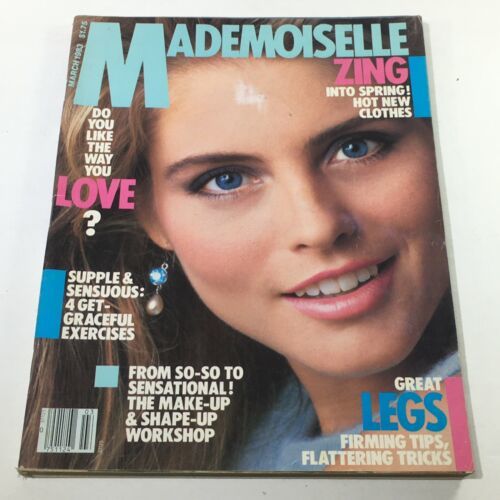 MADEMOISELLE
MARCH 1983 $1.75
ZING
INTO SPRING!
HOT NEW
CLOTHES
DO
YOU
LIKE
THE
WAY
YOU
LOVE
?
SUPPLE &
SENSUOUS:
4 GET-
GRACEFUL
EXERCISES
FROM SO-SO TO
SENSATIONAL!
THE MAKE-UP
& SHAPE-UP
WORKSHOP
GREAT
LEGS
FIRMING TIPS,
FLATTERING TRICKS
03